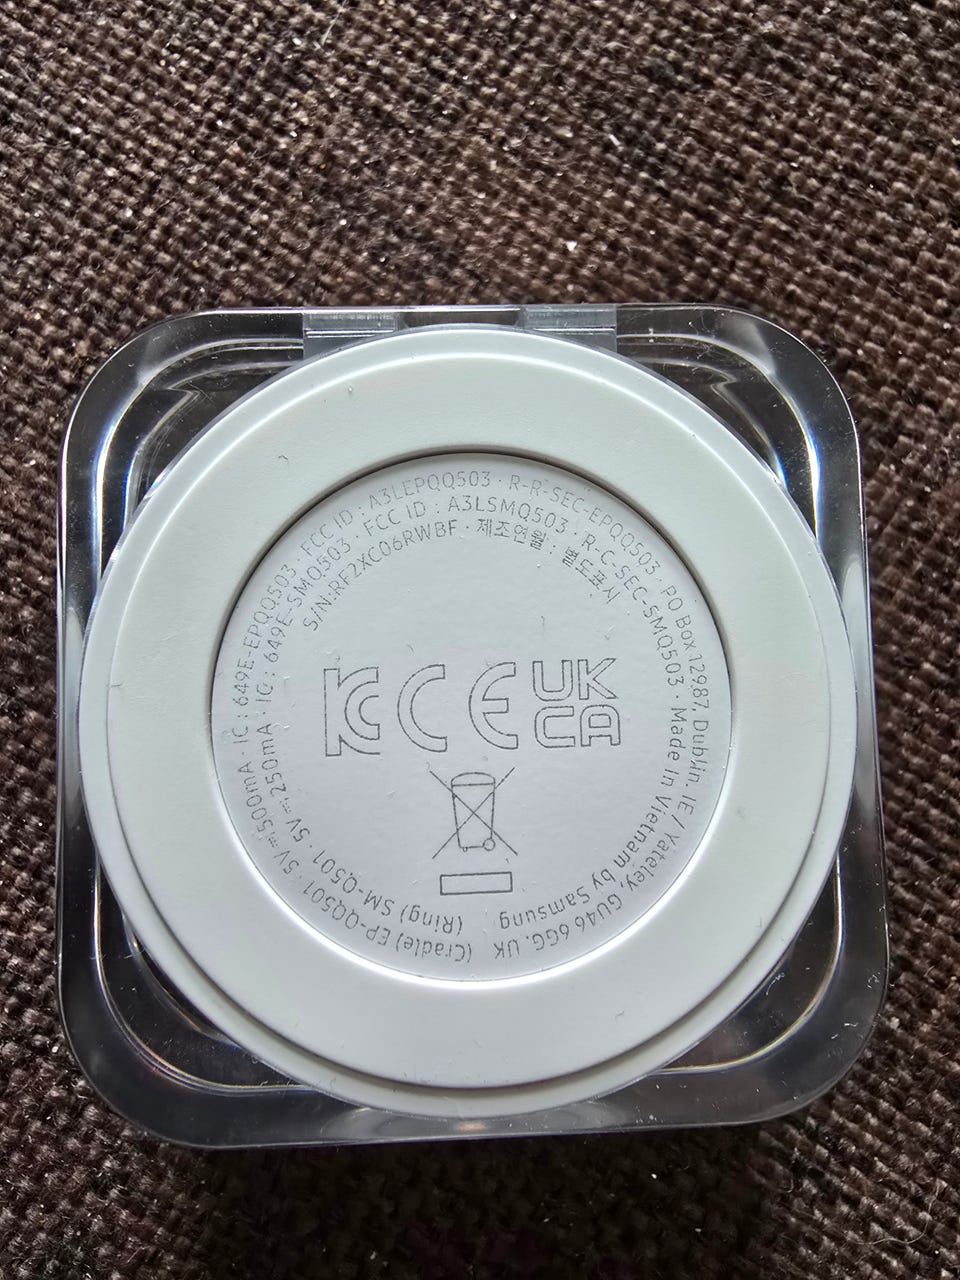 (Cradle) EP-QQ501 · 5V⎓500mA · IC : 649E-EPQQ503 · FCC ID : A3LEPQQ503 · R-R-SEC-EPQQ503 · PO Box 12987, Dublin. IE / Yateley, GU46 6GG. UK
(Ring) SM-Q501 · 5V⎓250mA · IC : 649E-SMQ503 · FCC ID : A3LSMQ503 · R-C-SEC-SMQ503 · Made in Vietnam by Samsung
S/N:RF2XC06RWBF · 제조연월 : 별도표시
KC CE UK
CA